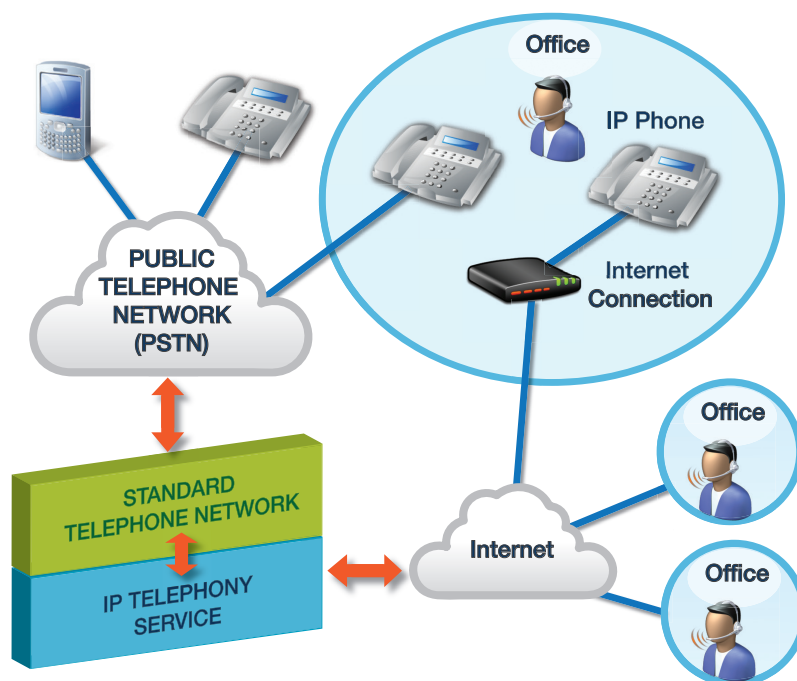 Office
IP Phone
PUBLIC
TELEPHONE
NETWORK
(PSTN)
Internet
Connection
Office
STANDARD
TELEPHONE NETWORK
Internet
IP TELEPHONY
SERVICE
Office